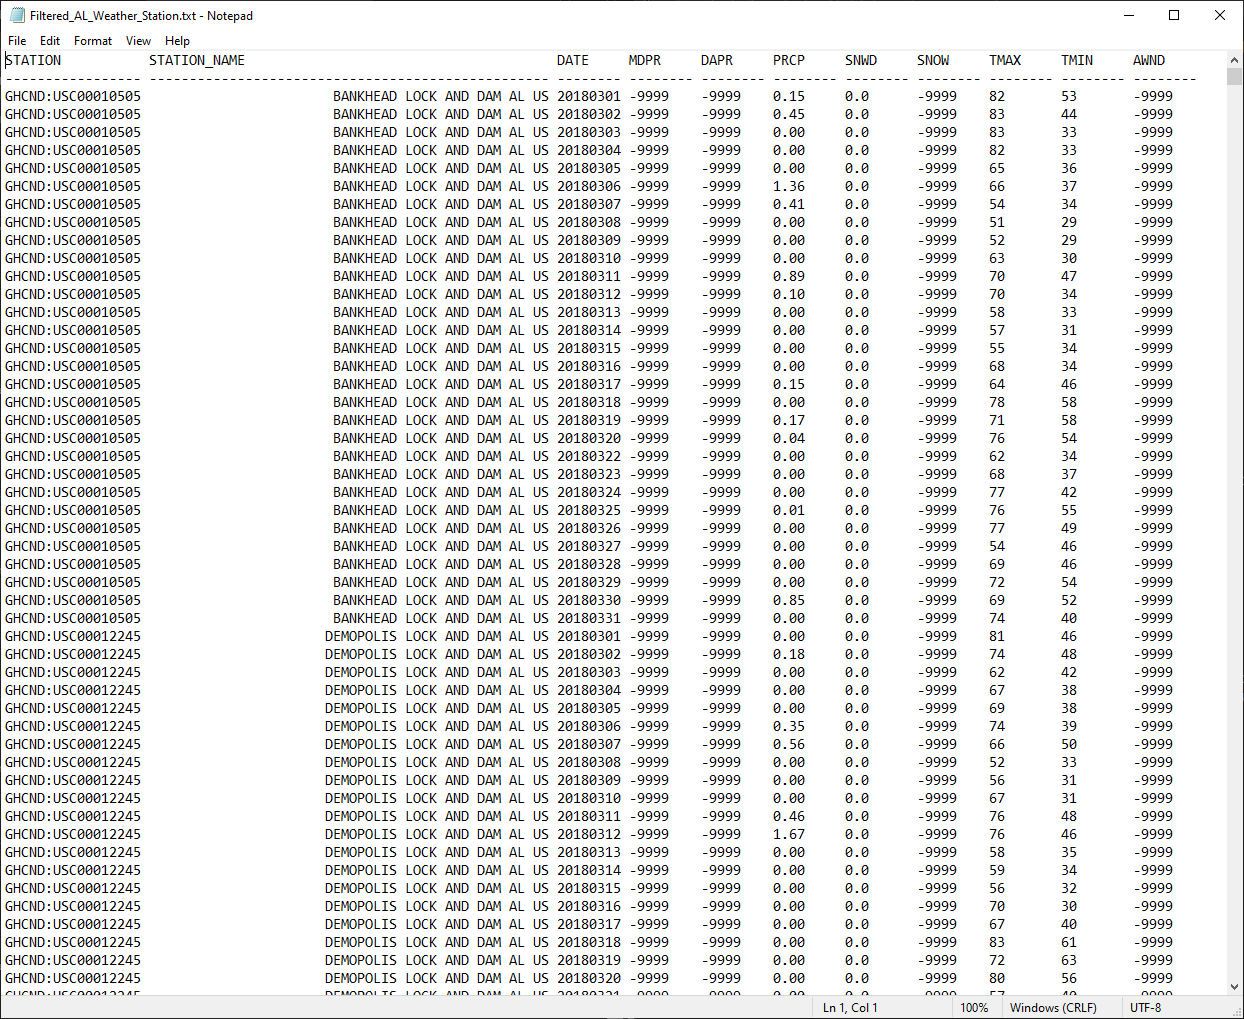 Filtered_AL_Weather_Station.txt - Notepad
File Edit Format View Help
STATION STATION_NAME DATE MDPR DAPR PRCP SNWD SNOW TMAX TMIN AWND
----------------- -------------------------------------------------- -------- -------- -------- -------- -------- -------- -------- -------- --------
GHCND:USC00010505 BANKHEAD LOCK AND DAM AL US 20180301 -9999 -9999 0.15 0.0 -9999 82 53 -9999
GHCND:USC00010505 BANKHEAD LOCK AND DAM AL US 20180302 -9999 -9999 0.45 0.0 -9999 83 44 -9999
GHCND:USC00010505 BANKHEAD LOCK AND DAM AL US 20180303 -9999 -9999 0.00 0.0 -9999 83 33 -9999
GHCND:USC00010505 BANKHEAD LOCK AND DAM AL US 20180304 -9999 -9999 0.00 0.0 -9999 82 33 -9999
GHCND:USC00010505 BANKHEAD LOCK AND DAM AL US 20180305 -9999 -9999 0.00 0.0 -9999 65 36 -9999
GHCND:USC00010505 BANKHEAD LOCK AND DAM AL US 20180306 -9999 -9999 1.36 0.0 -9999 66 37 -9999
GHCND:USC00010505 BANKHEAD LOCK AND DAM AL US 20180307 -9999 -9999 0.41 0.0 -9999 54 34 -9999
GHCND:USC00010505 BANKHEAD LOCK AND DAM AL US 20180308 -9999 -9999 0.00 0.0 -9999 51 29 -9999
GHCND:USC00010505 BANKHEAD LOCK AND DAM AL US 20180309 -9999 -9999 0.00 0.0 -9999 52 29 -9999
GHCND:USC00010505 BANKHEAD LOCK AND DAM AL US 20180310 -9999 -9999 0.00 0.0 -9999 63 30 -9999
GHCND:USC00010505 BANKHEAD LOCK AND DAM AL US 20180311 -9999 -9999 0.89 0.0 -9999 70 47 -9999
GHCND:USC00010505 BANKHEAD LOCK AND DAM AL US 20180312 -9999 -9999 0.10 0.0 -9999 70 34 -9999
GHCND:USC00010505 BANKHEAD LOCK AND DAM AL US 20180313 -9999 -9999 0.00 0.0 -9999 58 33 -9999
GHCND:USC00010505 BANKHEAD LOCK AND DAM AL US 20180314 -9999 -9999 0.00 0.0 -9999 57 31 -9999
GHCND:USC00010505 BANKHEAD LOCK AND DAM AL US 20180315 -9999 -9999 0.00 0.0 -9999 55 34 -9999
GHCND:USC00010505 BANKHEAD LOCK AND DAM AL US 20180316 -9999 -9999 0.00 0.0 -9999 68 34 -9999
GHCND:USC00010505 BANKHEAD LOCK AND DAM AL US 20180317 -9999 -9999 0.15 0.0 -9999 64 46 -9999
GHCND:USC00010505 BANKHEAD LOCK AND DAM AL US 20180318 -9999 -9999 0.00 0.0 -9999 78 58 -9999
GHCND:USC00010505 BANKHEAD LOCK AND DAM AL US 20180319 -9999 -9999 0.17 0.0 -9999 71 58 -9999
GHCND:USC00010505 BANKHEAD LOCK AND DAM AL US 20180320 -9999 -9999 0.04 0.0 -9999 76 54 -9999
GHCND:USC00010505 BANKHEAD LOCK AND DAM AL US 20180322 -9999 -9999 0.00 0.0 -9999 62 34 -9999
GHCND:USC00010505 BANKHEAD LOCK AND DAM AL US 20180323 -9999 -9999 0.00 0.0 -9999 68 37 -9999
GHCND:USC00010505 BANKHEAD LOCK AND DAM AL US 20180324 -9999 -9999 0.00 0.0 -9999 77 42 -9999
GHCND:USC00010505 BANKHEAD LOCK AND DAM AL US 20180325 -9999 -9999 0.01 0.0 -9999 76 55 -9999
GHCND:USC00010505 BANKHEAD LOCK AND DAM AL US 20180326 -9999 -9999 0.00 0.0 -9999 77 49 -9999
GHCND:USC00010505 BANKHEAD LOCK AND DAM AL US 20180327 -9999 -9999 0.00 0.0 -9999 54 46 -9999
GHCND:USC00010505 BANKHEAD LOCK AND DAM AL US 20180328 -9999 -9999 0.00 0.0 -9999 69 46 -9999
GHCND:USC00010505 BANKHEAD LOCK AND DAM AL US 20180329 -9999 -9999 0.00 0.0 -9999 72 54 -9999
GHCND:USC00010505 BANKHEAD LOCK AND DAM AL US 20180330 -9999 -9999 0.85 0.0 -9999 69 52 -9999
GHCND:USC00010505 BANKHEAD LOCK AND DAM AL US 20180331 -9999 -9999 0.00 0.0 -9999 74 40 -9999
GHCND:USC00012245 DEMOPOLIS LOCK AND DAM AL US 20180301 -9999 -9999 0.00 0.0 -9999 81 46 -9999
GHCND:USC00012245 DEMOPOLIS LOCK AND DAM AL US 20180302 -9999 -9999 0.18 0.0 -9999 74 48 -9999
GHCND:USC00012245 DEMOPOLIS LOCK AND DAM AL US 20180303 -9999 -9999 0.00 0.0 -9999 62 42 -9999
GHCND:USC00012245 DEMOPOLIS LOCK AND DAM AL US 20180304 -9999 -9999 0.00 0.0 -9999 67 38 -9999
GHCND:USC00012245 DEMOPOLIS LOCK AND DAM AL US 20180305 -9999 -9999 0.00 0.0 -9999 69 38 -9999
GHCND:USC00012245 DEMOPOLIS LOCK AND DAM AL US 20180306 -9999 -9999 0.35 0.0 -9999 74 39 -9999
GHCND:USC00012245 DEMOPOLIS LOCK AND DAM AL US 20180307 -9999 -9999 0.56 0.0 -9999 66 50 -9999
GHCND:USC00012245 DEMOPOLIS LOCK AND DAM AL US 20180308 -9999 -9999 0.00 0.0 -9999 52 33 -9999
GHCND:USC00012245 DEMOPOLIS LOCK AND DAM AL US 20180309 -9999 -9999 0.00 0.0 -9999 56 31 -9999
GHCND:USC00012245 DEMOPOLIS LOCK AND DAM AL US 20180310 -9999 -9999 0.00 0.0 -9999 67 31 -9999
GHCND:USC00012245 DEMOPOLIS LOCK AND DAM AL US 20180311 -9999 -9999 0.46 0.0 -9999 76 48 -9999
GHCND:USC00012245 DEMOPOLIS LOCK AND DAM AL US 20180312 -9999 -9999 1.67 0.0 -9999 76 46 -9999
GHCND:USC00012245 DEMOPOLIS LOCK AND DAM AL US 20180313 -9999 -9999 0.00 0.0 -9999 58 35 -9999
GHCND:USC00012245 DEMOPOLIS LOCK AND DAM AL US 20180314 -9999 -9999 0.00 0.0 -9999 59 34 -9999
GHCND:USC00012245 DEMOPOLIS LOCK AND DAM AL US 20180315 -9999 -9999 0.00 0.0 -9999 56 32 -9999
GHCND:USC00012245 DEMOPOLIS LOCK AND DAM AL US 20180316 -9999 -9999 0.00 0.0 -9999 70 30 -9999
GHCND:USC00012245 DEMOPOLIS LOCK AND DAM AL US 20180317 -9999 -9999 0.00 0.0 -9999 67 40 -9999
GHCND:USC00012245 DEMOPOLIS LOCK AND DAM AL US 20180318 -9999 -9999 0.00 0.0 -9999 83 61 -9999
GHCND:USC00012245 DEMOPOLIS LOCK AND DAM AL US 20180319 -9999 -9999 0.00 0.0 -9999 72 63 -9999
GHCND:USC00012245 DEMOPOLIS LOCK AND DAM AL US 20180320 -9999 -9999 0.00 0.0 -9999 80 56 -9999
Ln 1, Col 1 100% Windows (CRLF) UTF-8